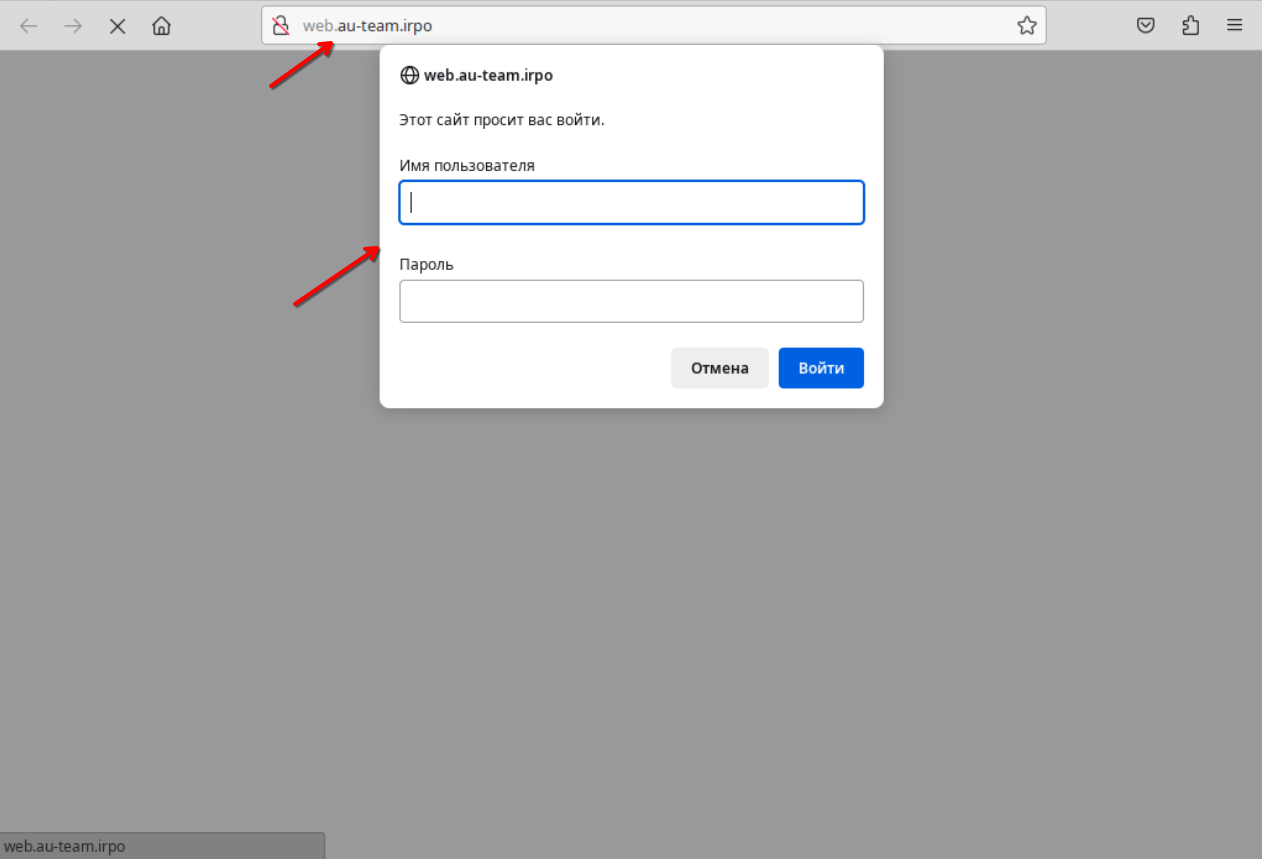 web.au-team.irpo
web.au-team.irpo
Этот сайт просит вас войти.
Имя пользователя
Пароль
Отмена
Войти
web.au-team.irpo